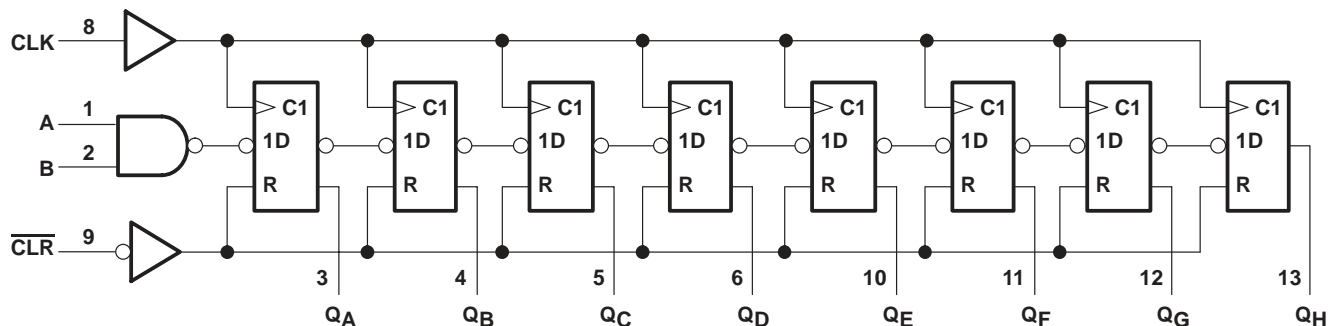 CLK 8
C1 C1 C1 C1 C1 C1 C1 C1
A 1
1D 1D 1D 1D 1D 1D 1D 1D
B 2
R R R R R R R R
CLR 9
3 4 5 6 10 11 12 13
QA QB QC QD QE QF QG QH